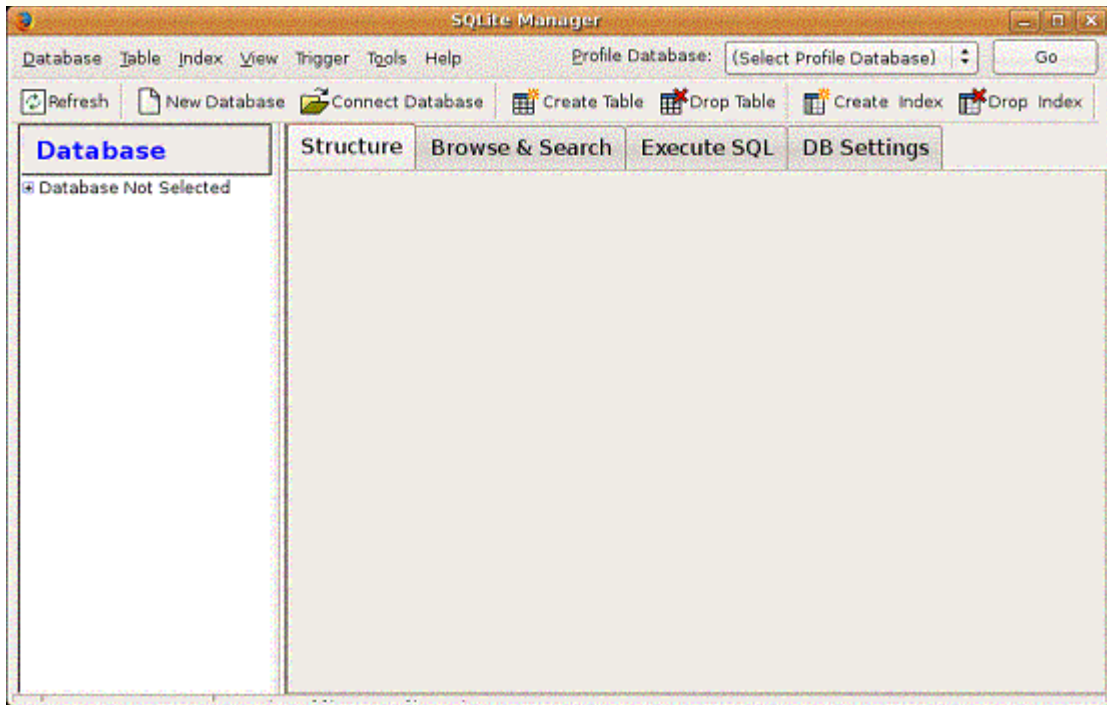 SQLite Manager
Database Table Index View Trigger Tools Help Profile Database: (Select Profile Database) Go
Refresh New Database Connect Database Create Table Drop Table Create Index Drop Index
Database Structure Browse & Search Execute SQL DB Settings
Database Not Selected